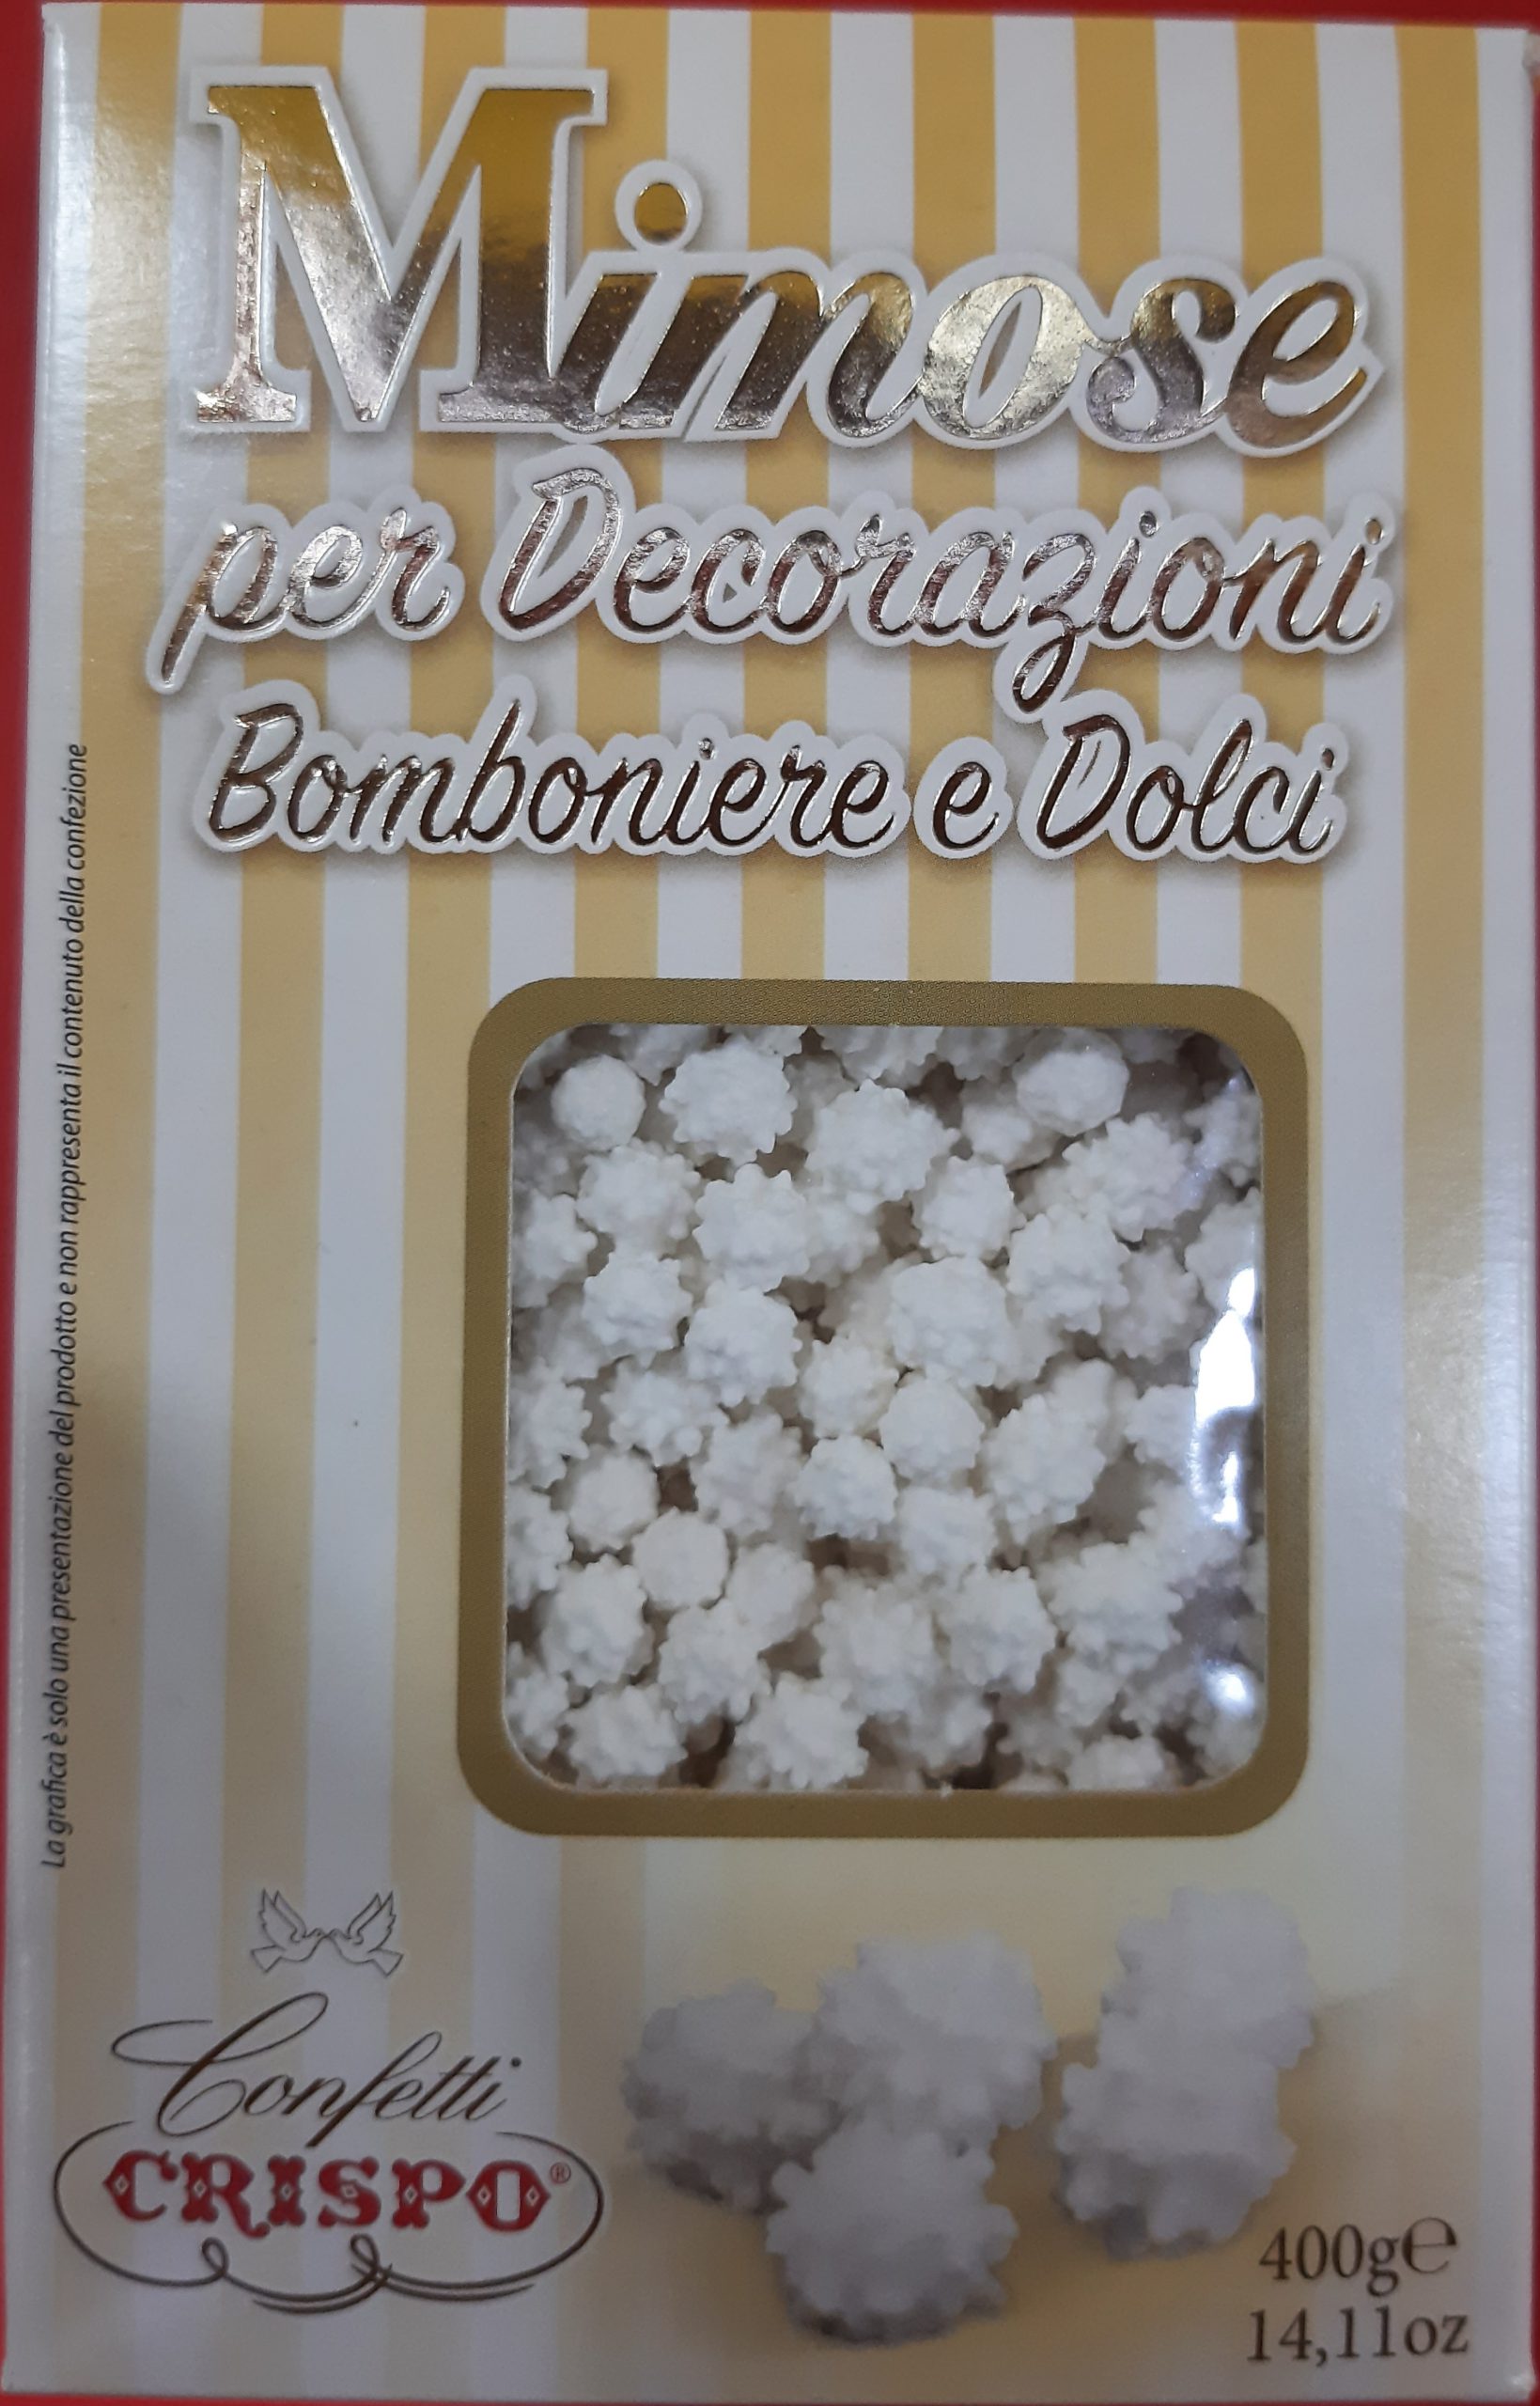 Mimose
per Decorazioni
Bomboniere e Dolci
La grafica è solo una presentazione del prodotto e non rappresenta il contenuto della confezione
Confetti
CRISPO®
400g℮
14,11oz